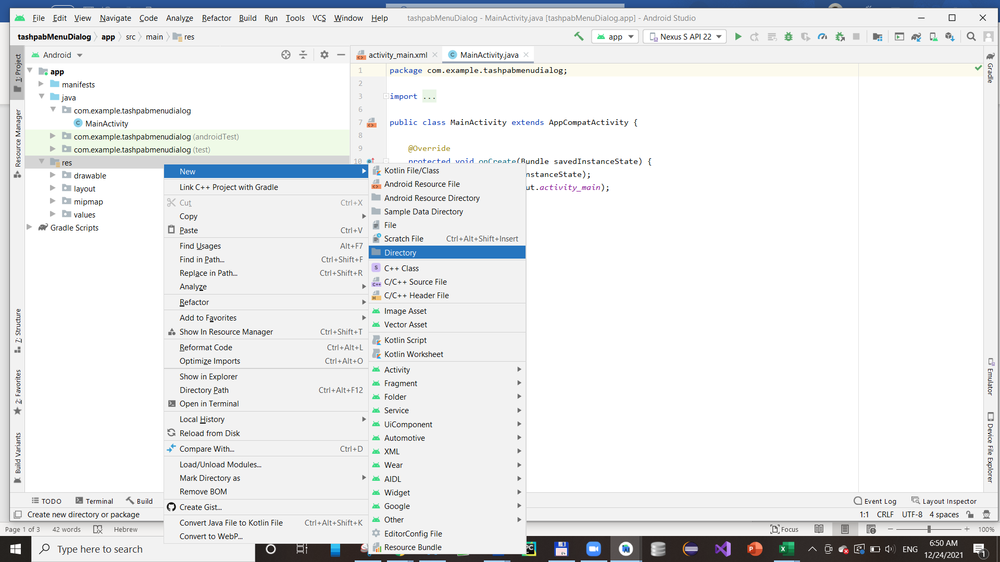 File Edit View Navigate Code Analyze Refactor Build Run Tools VCS Window Help tashpabMenuDialog - MainActivity.java [tashpabMenuDialog.app] - Android Studio
tashpabMenuDialog app src main res app Nexus S API 22
Android activity_main.xml MainActivity.java
1: Project
Resource Manager
7: Structure
2: Favorites
Build Variants
app
manifests
java
com.example.tashpabmenudialog
MainActivity
com.example.tashpabmenudialog (androidTest)
com.example.tashpabmenudialog (test)
res
drawable
layout
mipmap
values
Gradle Scripts
1 package com.example.tashpabmenudialog;
2
3 import ...
6
7 public class MainActivity extends AppCompatActivity {
8
9 @Override
10 protected void onCreate(Bundle savedInstanceState) {
nstanceState);
ut.activity_main);
New
Link C++ Project with Gradle
Cut Ctrl+X
Copy
Paste Ctrl+V
Find Usages Alt+F7
Find in Path... Ctrl+Shift+F
Replace in Path... Ctrl+Shift+R
Analyze
Refactor
Add to Favorites
Show In Resource Manager Ctrl+Shift+T
Reformat Code Ctrl+Alt+L
Optimize Imports Ctrl+Alt+O
Show in Explorer
Directory Path Ctrl+Alt+F12
Open in Terminal
Local History
Reload from Disk
Compare With... Ctrl+D
Load/Unload Modules...
Mark Directory as
Remove BOM
Create Gist...
Convert Java File to Kotlin File Ctrl+Alt+Shift+K
Convert to WebP...
Kotlin File/Class
Android Resource File
Android Resource Directory
Sample Data Directory
File
Scratch File Ctrl+Alt+Shift+Insert
Directory
C++ Class
C/C++ Source File
C/C++ Header File
Image Asset
Vector Asset
Kotlin Script
Kotlin Worksheet
Activity
Fragment
Folder
Service
UiComponent
Automotive
XML
Wear
AIDL
Widget
Google
Other
EditorConfig File
Resource Bundle
Gradle
Emulator
Device File Explorer
TODO Terminal Build Event Log Layout Inspector
Create new directory or package 1:1 CRLF UTF-8 4 spaces
Page 1 of 3 42 words Hebrew Focus 100%
Type here to search ENG 6:50 AM
12/24/2021 1